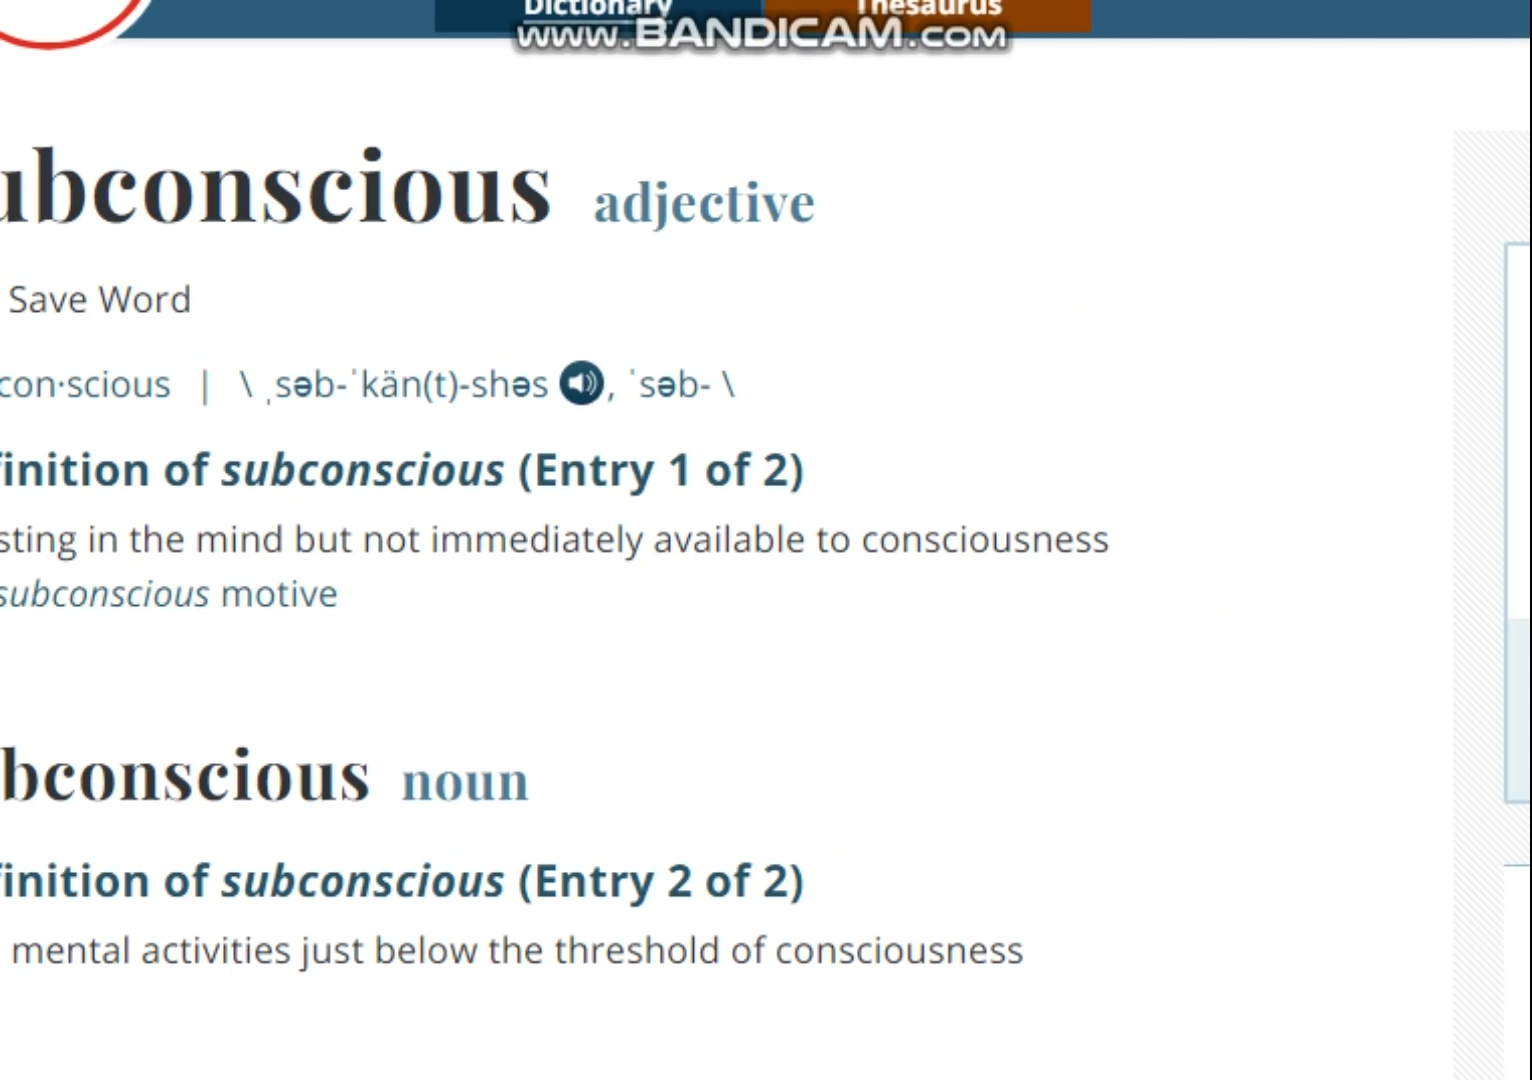 Dictionary Thesaurus
www.BANDICAM.com
ubconscious adjective
Save Word
con·scious | \ ˌsəb-ˈkän(t)-shəs , ˈsəb- \
finition of subconscious (Entry 1 of 2)
sting in the mind but not immediately available to consciousness
subconscious motive
bconscious noun
finition of subconscious (Entry 2 of 2)
mental activities just below the threshold of consciousness